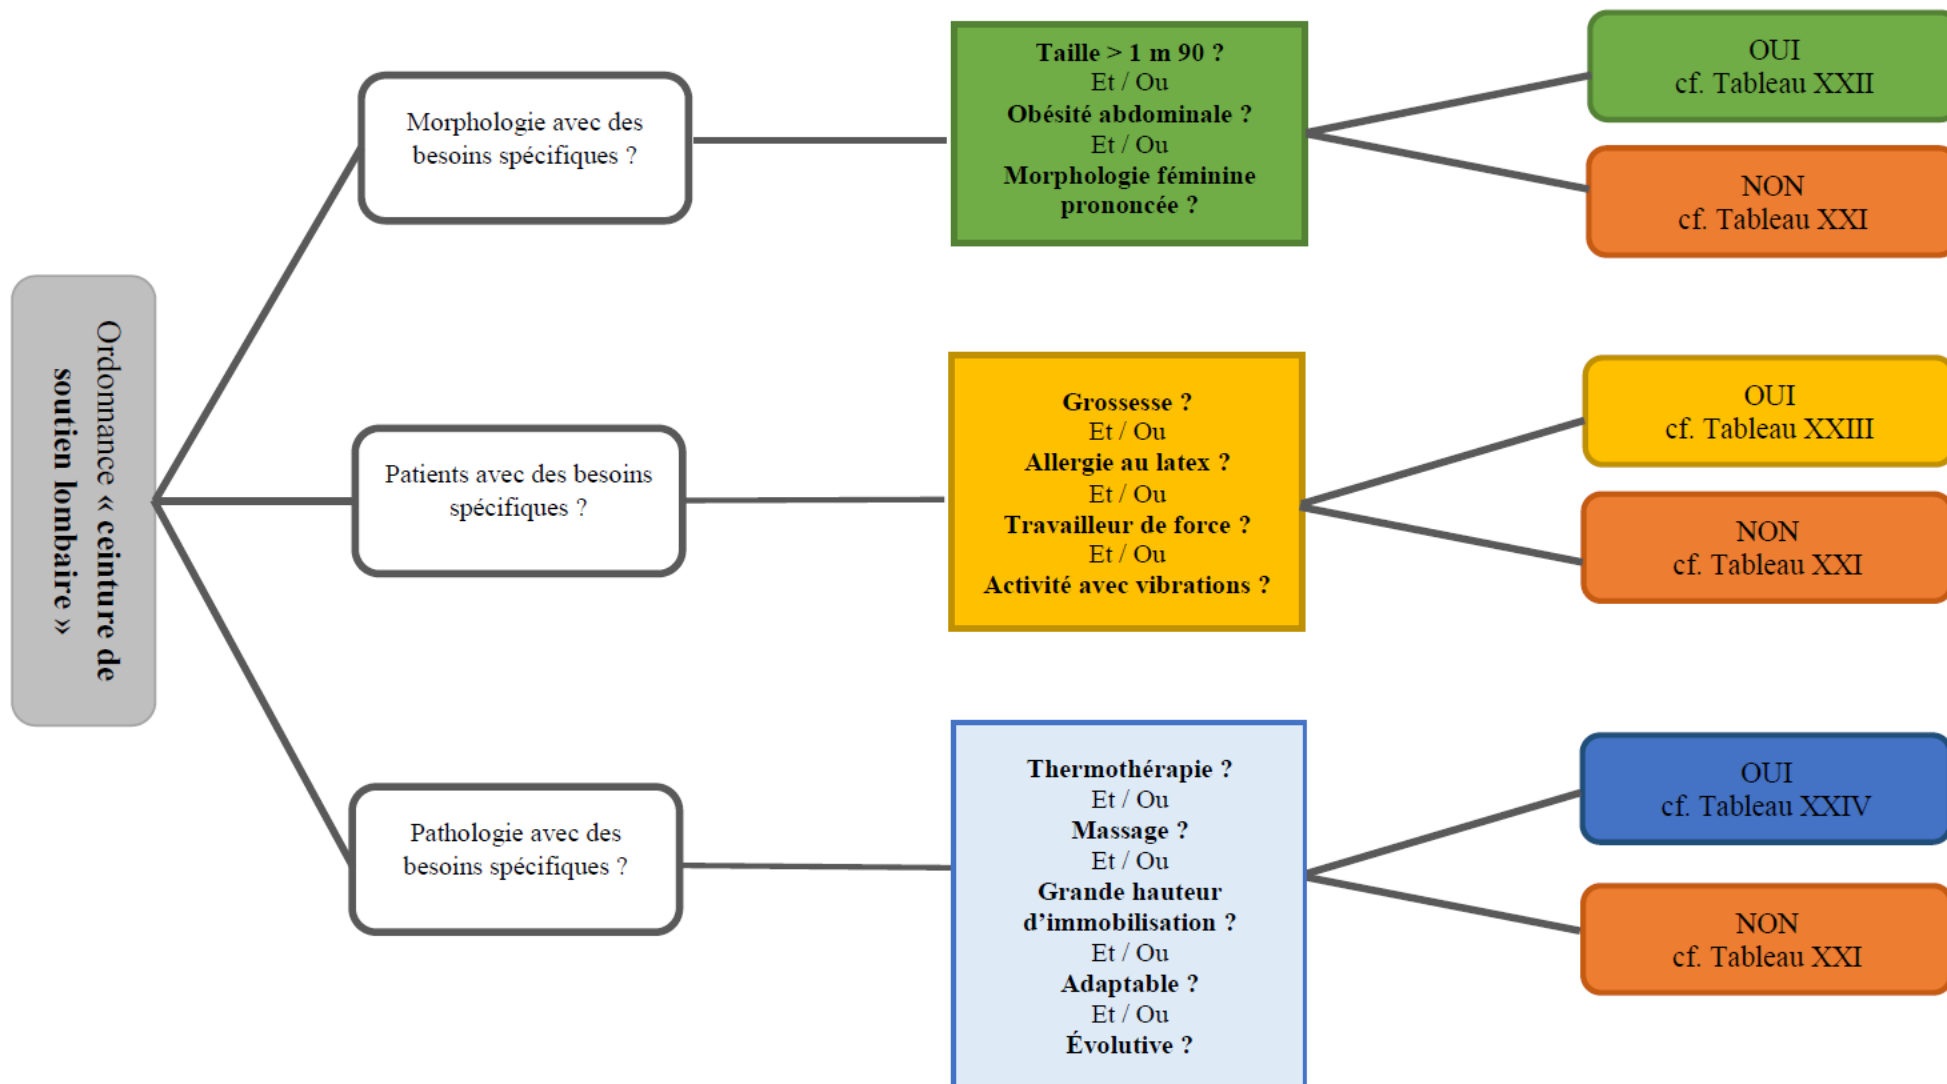 Ordonnance « ceinture de
soutien lombaire »
Morphologie avec des
besoins spécifiques ?
Taille > 1 m 90 ?
Et / Ou
Obésité abdominale ?
Et / Ou
Morphologie féminine
prononcée ?
OUI
cf. Tableau XXII
NON
cf. Tableau XXI
Patients avec des besoins
spécifiques ?
Grossesse ?
Et / Ou
Allergie au latex ?
Et / Ou
Travailleur de force ?
Et / Ou
Activité avec vibrations ?
OUI
cf. Tableau XXIII
NON
cf. Tableau XXI
Pathologie avec des
besoins spécifiques ?
Thermothérapie ?
Et / Ou
Massage ?
Et / Ou
Grande hauteur
d’immobilisation ?
Et / Ou
Adaptable ?
Et / Ou
Évolutive ?
OUI
cf. Tableau XXIV
NON
cf. Tableau XXI